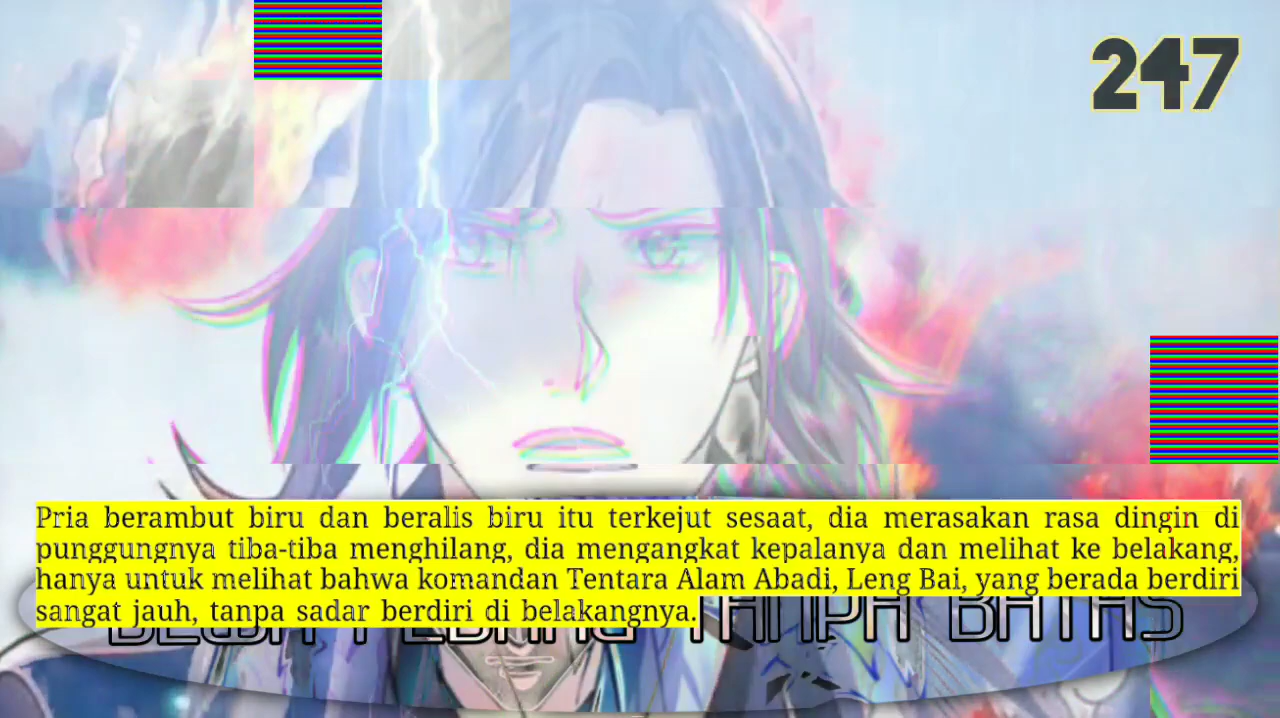 247
Pria berambut biru dan beralis biru itu terkejut sesaat, dia merasakan rasa dingin di
punggungnya tiba-tiba menghilang, dia mengangkat kepalanya dan melihat ke belakang,
hanya untuk melihat bahwa komandan Tentara Alam Abadi, Leng Bai, yang berada berdiri
sangat jauh, tanpa sadar berdiri di belakangnya.
TANPA BATAS